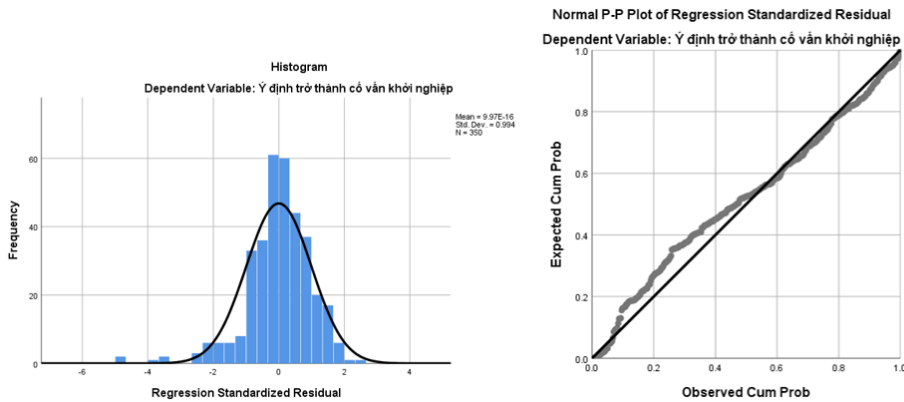 Histogram
Dependent Variable: Ý định trở thành cố vấn khởi nghiệp
Mean = 9.97E-16
Std. Dev. = 0.994
N = 350
60
40
20
0
Frequency
-6 -4 -2 0 2 4
Regression Standardized Residual
Normal P-P Plot of Regression Standardized Residual
Dependent Variable: Ý định trở thành cố vấn khởi nghiệp
1.0
0.8
0.6
0.4
0.2
0.0
Expected Cum Prob
0.0 0.2 0.4 0.6 0.8 1.0
Observed Cum Prob